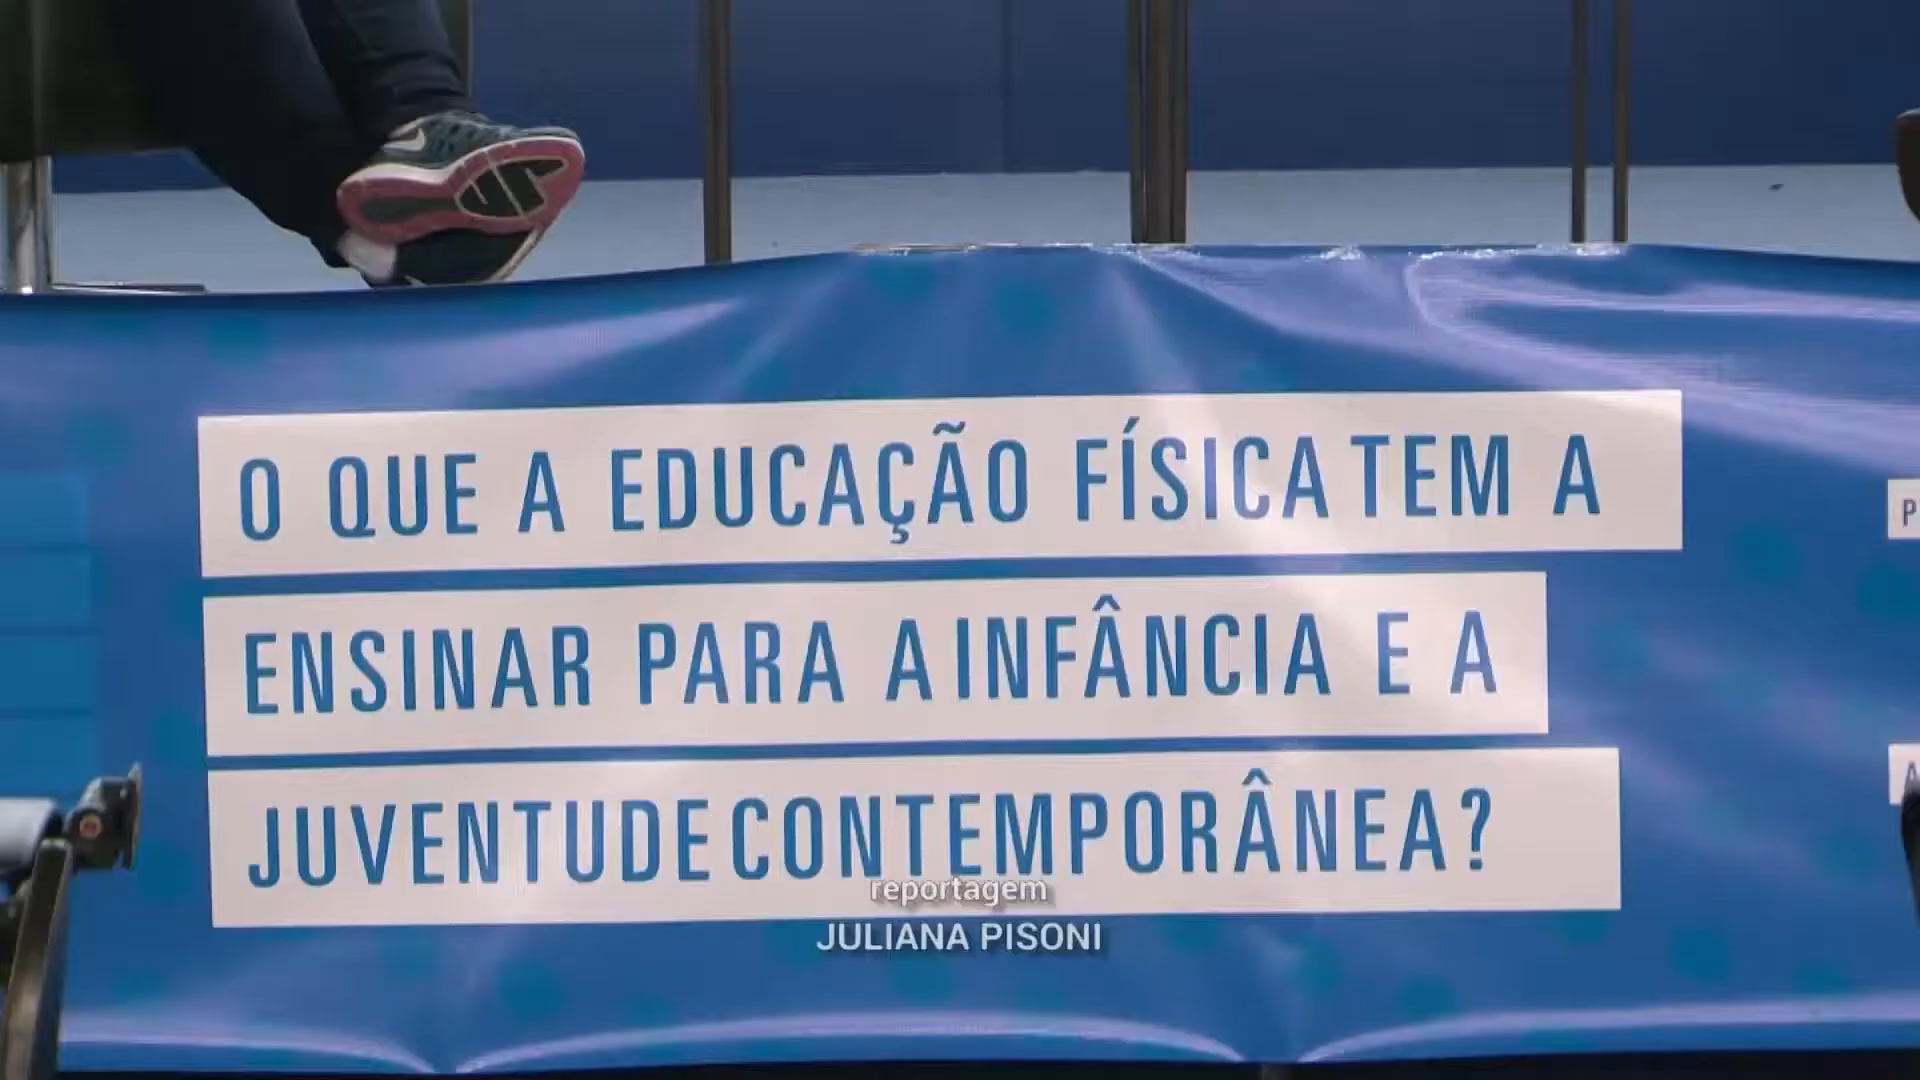 O QUE A EDUCAÇÃO FÍSICA TEM A
ENSINAR PARA A INFÂNCIA E A
JUVENTUDE CONTEMPORÂNEA?
reportagem
JULIANA PISONI
P
A